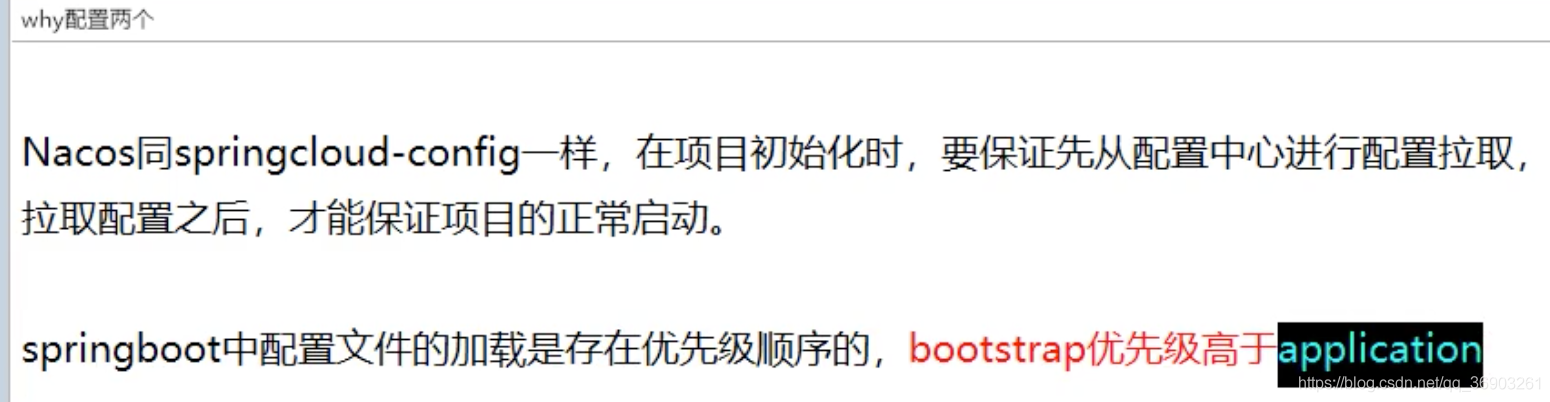 why配置两个
Nacos同springcloud-config一样，在项目初始化时，要保证先从配置中心进行配置拉取，
拉取配置之后，才能保证项目的正常启动。
springboot中配置文件的加载是存在优先级顺序的，bootstrap优先级高于application
https://blog.csdn.net/qq_36903261